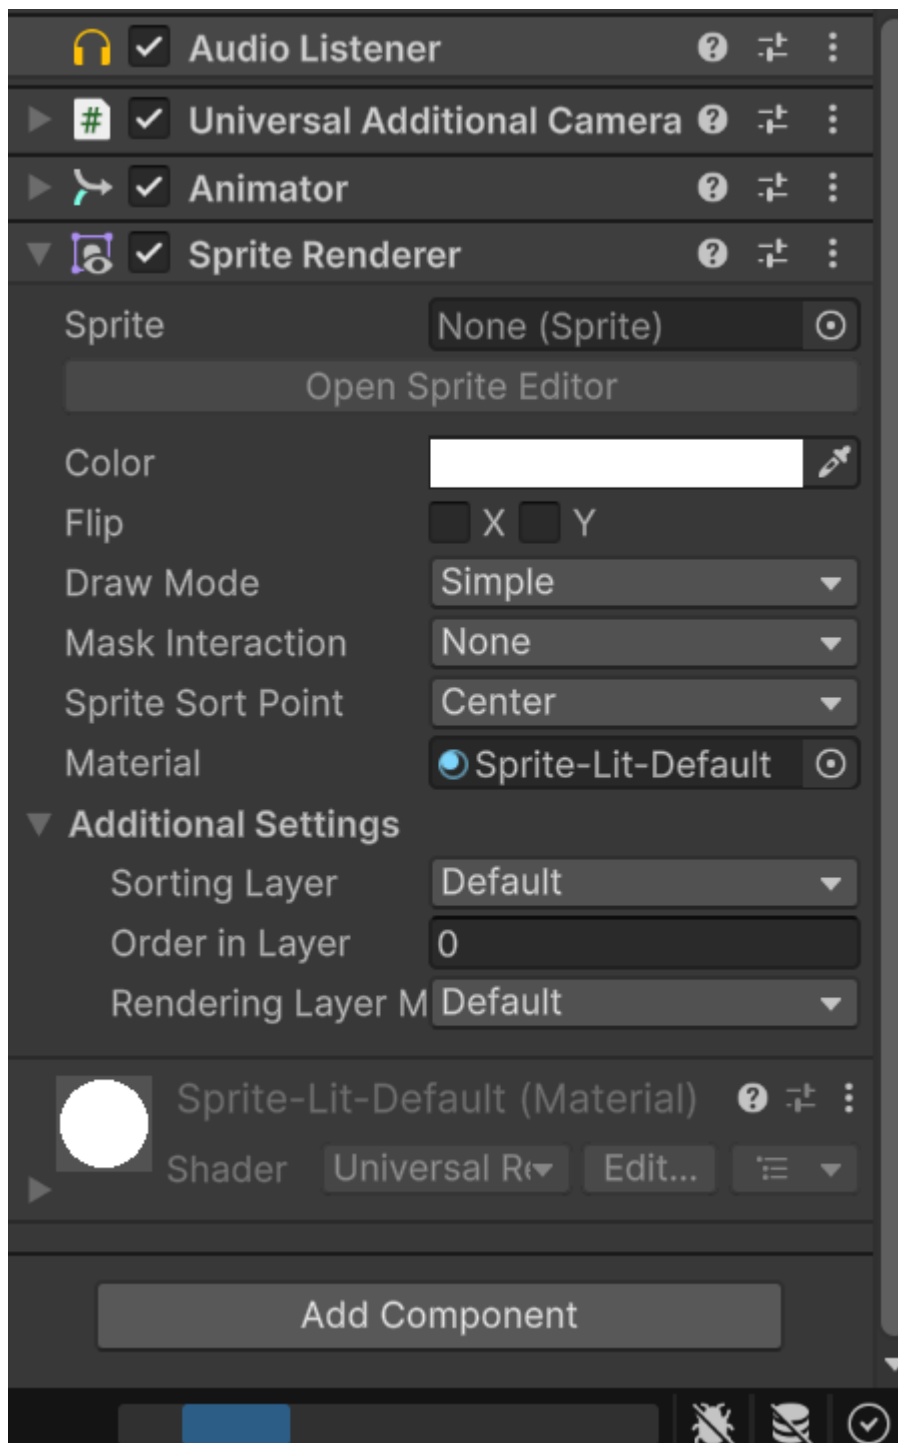 Audio Listener
# Universal Additional Camera
Animator
Sprite Renderer
Sprite None (Sprite)
Open Sprite Editor
Color
Flip X Y
Draw Mode Simple
Mask Interaction None
Sprite Sort Point Center
Material Sprite-Lit-Default
Additional Settings
Sorting Layer Default
Order in Layer 0
Rendering Layer M Default
Sprite-Lit-Default (Material)
Shader Universal Re Edit...
Add Component